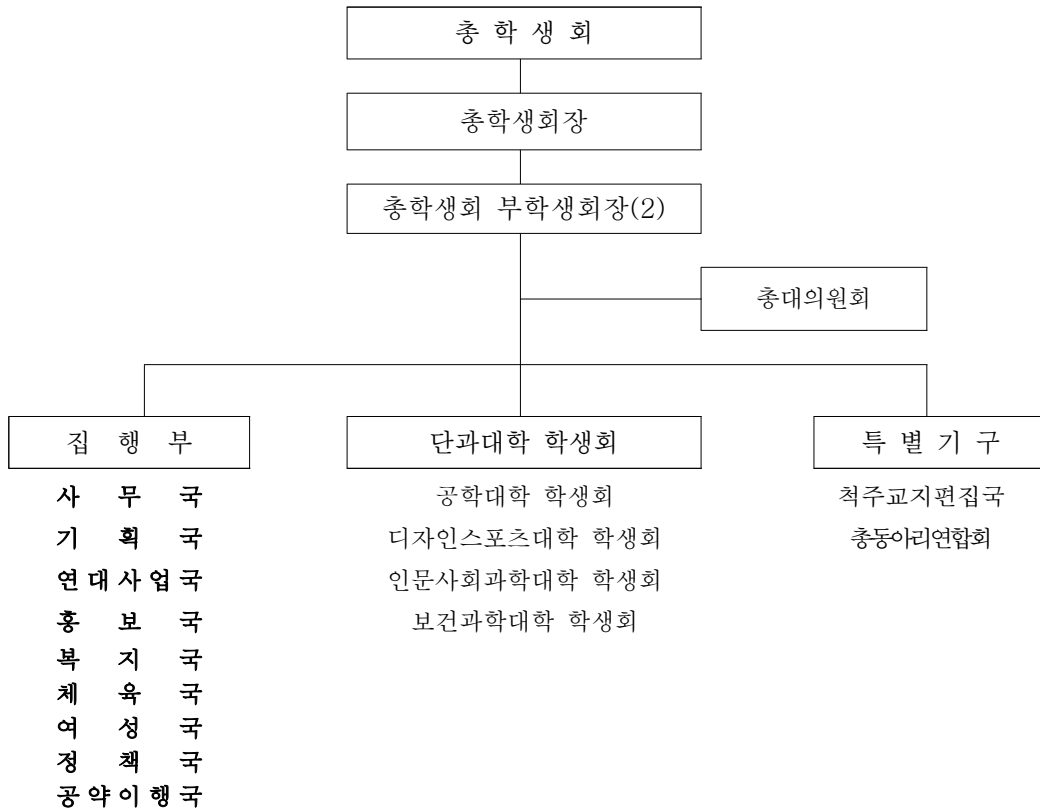 총 학 생 회
총학생회장
총학생회 부학생회장(2)
총대의원회
집 행 부
사 무 국
기 획 국
연 대 사 업 국
홍 보 국
복 지 국
체 육 국
여 성 국
정 책 국
공 약 이 행 국
단과대학 학생회
공학대학 학생회
디자인스포츠대학 학생회
인문사회과학대학 학생회
보건과학대학 학생회
특 별 기 구
척주교지편집국
총동아리연합회